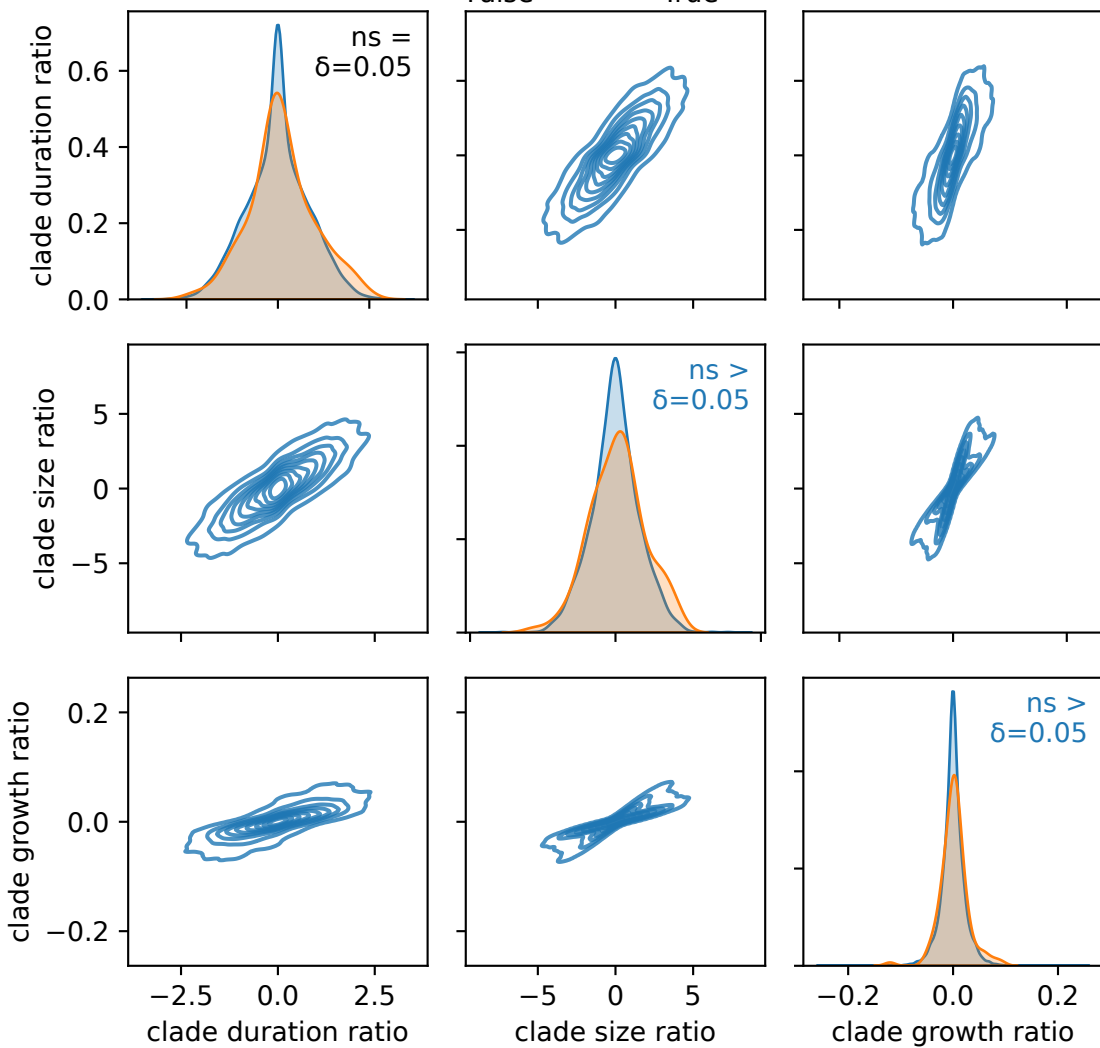 True
clade duration ratio
0.6
0.4
0.2
0.0
ns =
δ=0.05
clade size ratio
5
0
−5
ns >
δ=0.05
clade growth ratio
0.2
0.0
−0.2
ns >
δ=0.05
−2.5 0.0 2.5
−5 0 5
−0.2 0.0 0.2
clade duration ratio
clade size ratio
clade growth ratio